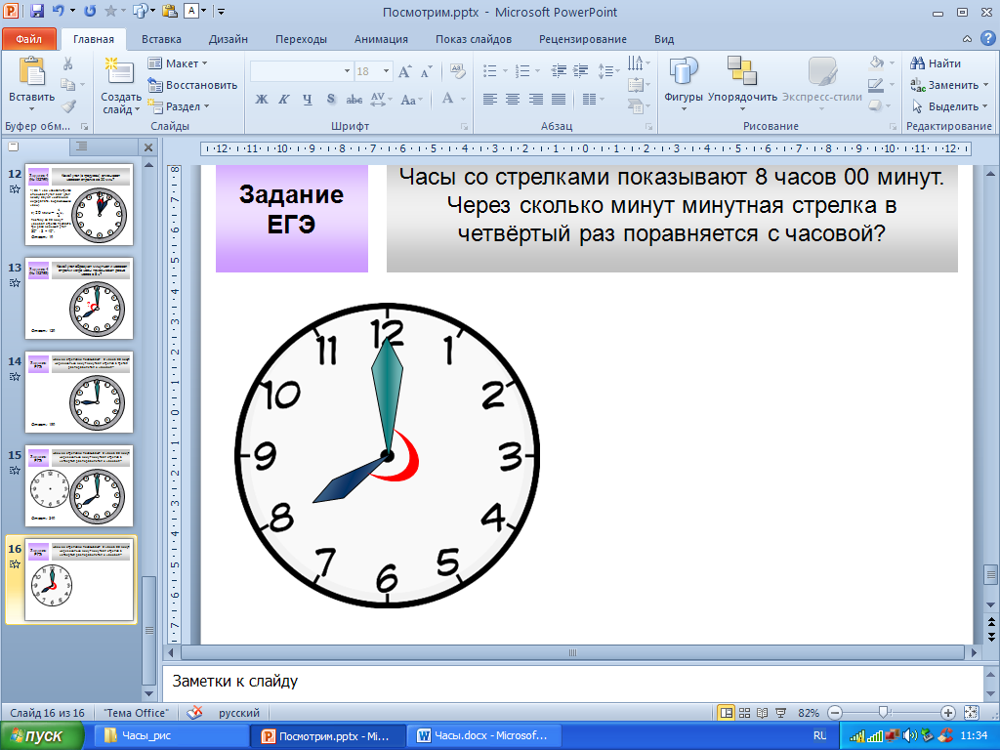 Посмотрим.pptx - Microsoft PowerPoint
Файл Главная Вставка Дизайн Переходы Анимация Показ слайдов Рецензирование Вид
Вставить
Буфер обм...
Создать слайд
Макет
Восстановить
Раздел
Слайды
18
Ж К Ч S abc AV Aa A
Шрифт
Абзац
Фигуры Упорядочить Экспресс-стили
Рисование
Найти
Заменить
Выделить
Редактирование
12
13
14
15
16
Задание
ЕГЭ
Часы со стрелками показывают 8 часов 00 минут.
Через сколько минут минутная стрелка в
четвёртый раз поравняется с часовой?
12
11 1
10 2
9 3
8 4
7 5
6
Заметки к слайду
Слайд 16 из 16 "Тема Office" русский 82%
пуск Часы_рис Посмотрим.pptx - Mi... Часы.docx - Microsof... RU 11:34